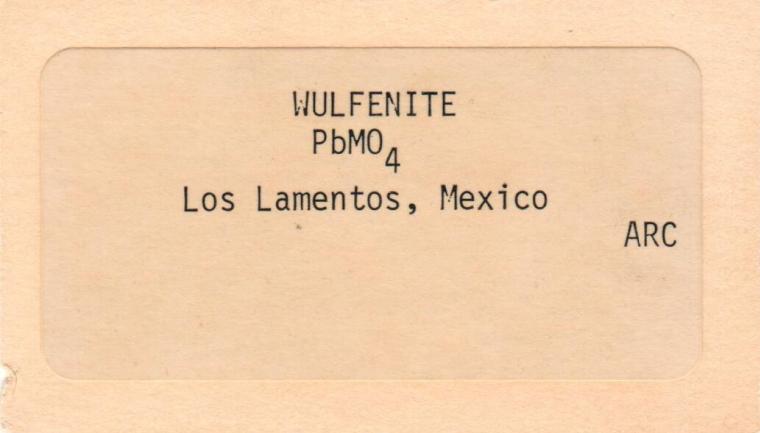 WULFENITE
PbMO4
Los Lamentos, Mexico
ARC